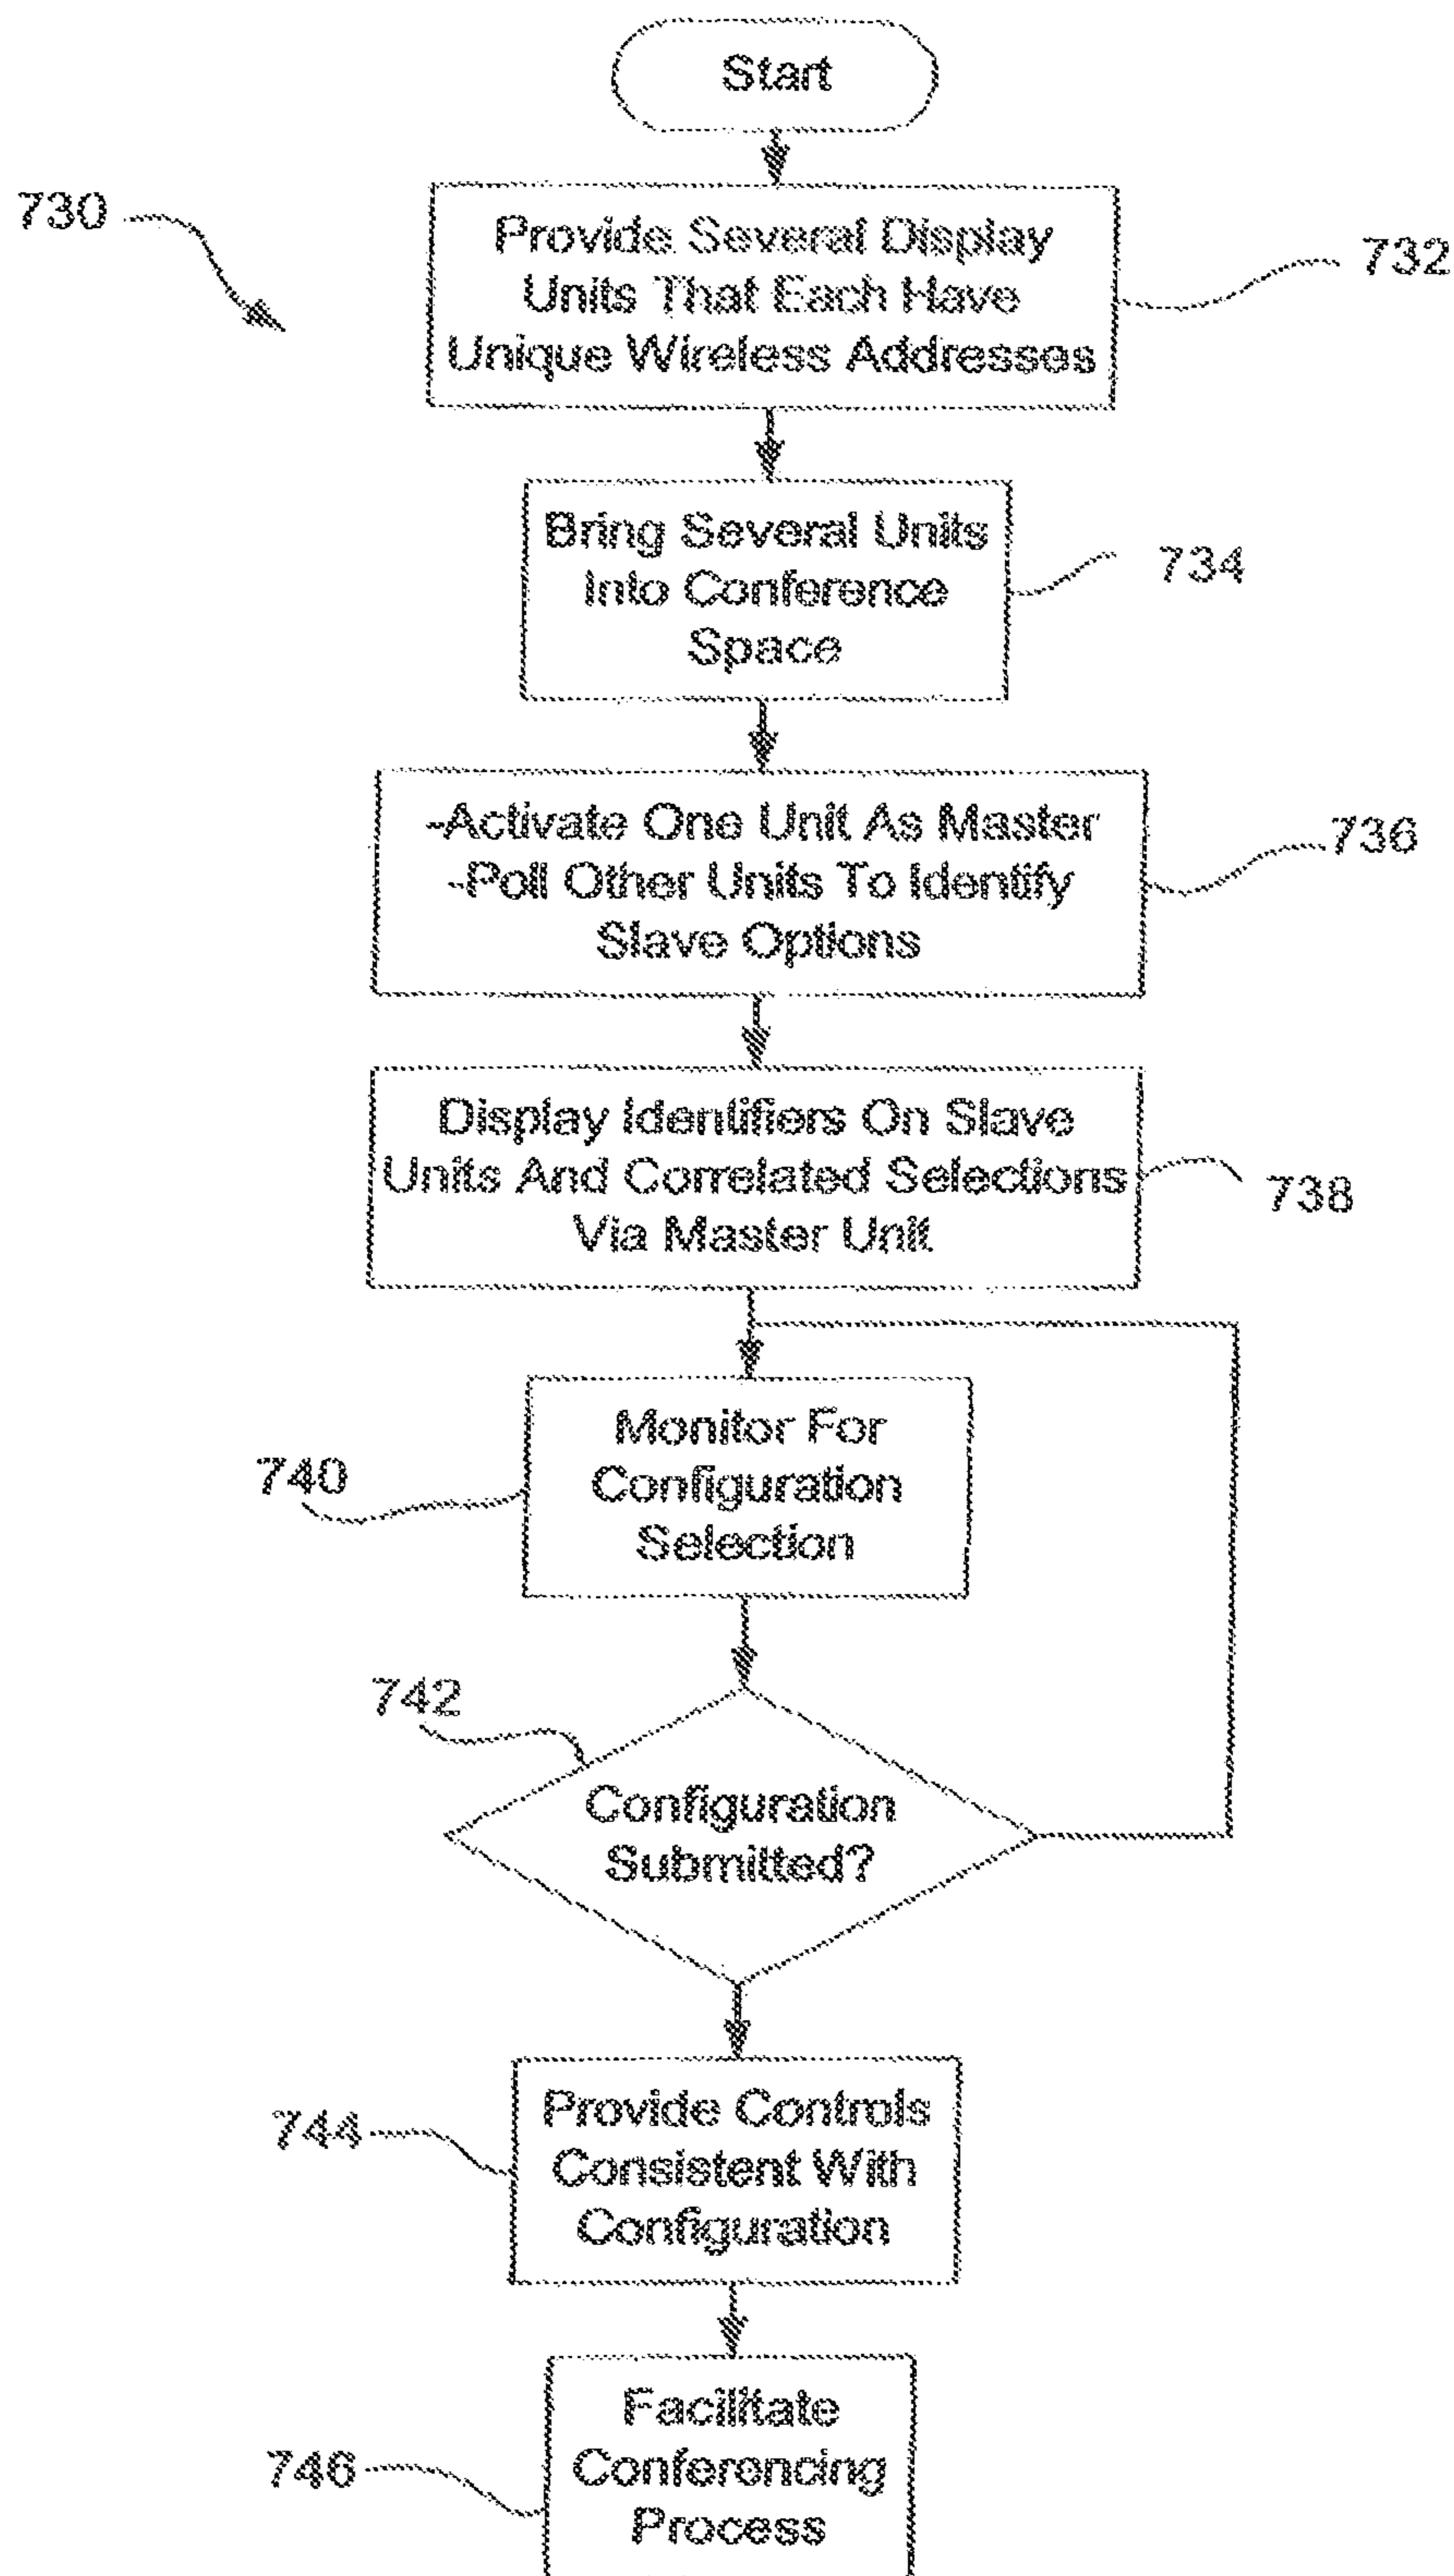 Start
730
Provide Several Display
Units That Each Have
Unique Wireless Addresses
732
Bring Several Units
Into Conference
Space
734
-Activate One Unit As Master
-Poll Other Units To Identify
Slave Options
736
Display Identifiers On Slave
Units And Correlated Selections
Via Master Unit
738
Monitor For
Configuration
Selection
740
742
Configuration
Submitted?
744
Provide Controls
Consistent With
Configuration
746
Facilitate
Conferencing
Process